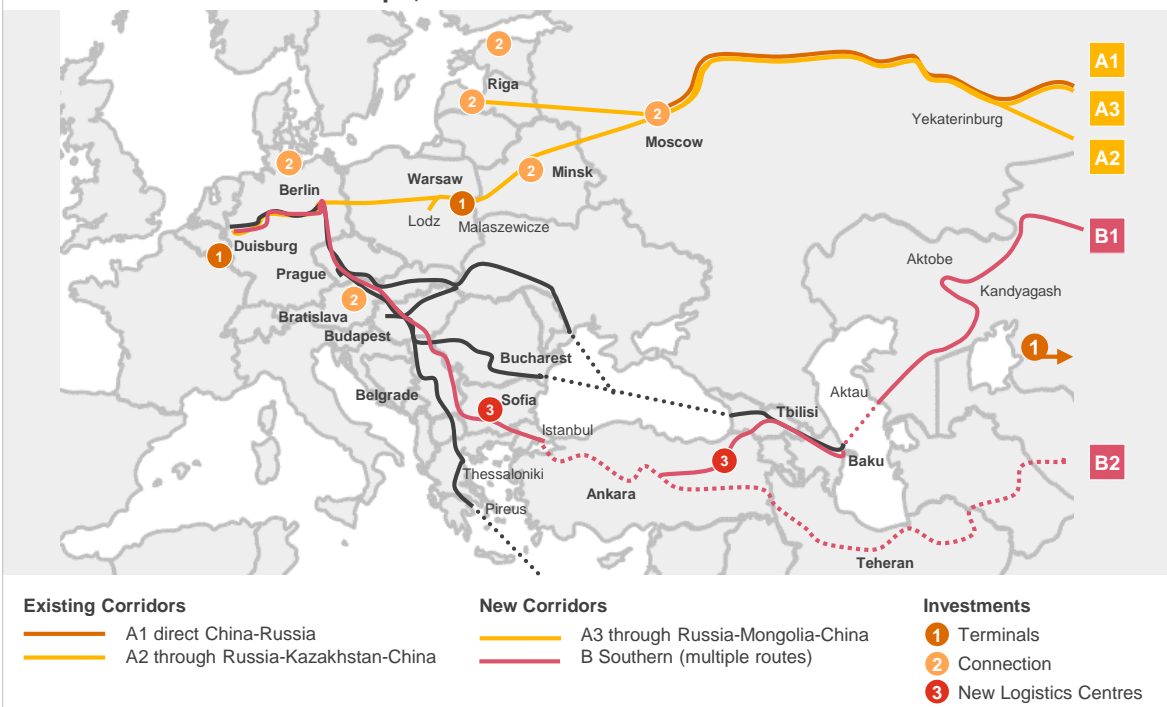 2
Riga
2
2
Moscow
Yekaterinburg
A1
A3
A2
2
Berlin
Warsaw
2
Minsk
1
Lodz
Malaszewicze
Duisburg
1
Prague
2
Bratislava
Budapest
Bucharest
Belgrade
3
Sofia
Istanbul
Thessaloniki
Pireus
Ankara
3
Tbilisi
Baku
Aktau
Aktobe
Kandyagash
B1
1
B2
Teheran
Existing Corridors
A1 direct China-Russia
A2 through Russia-Kazakhstan-China
New Corridors
A3 through Russia-Mongolia-China
B Southern (multiple routes)
Investments
1 Terminals
2 Connection
3 New Logistics Centres